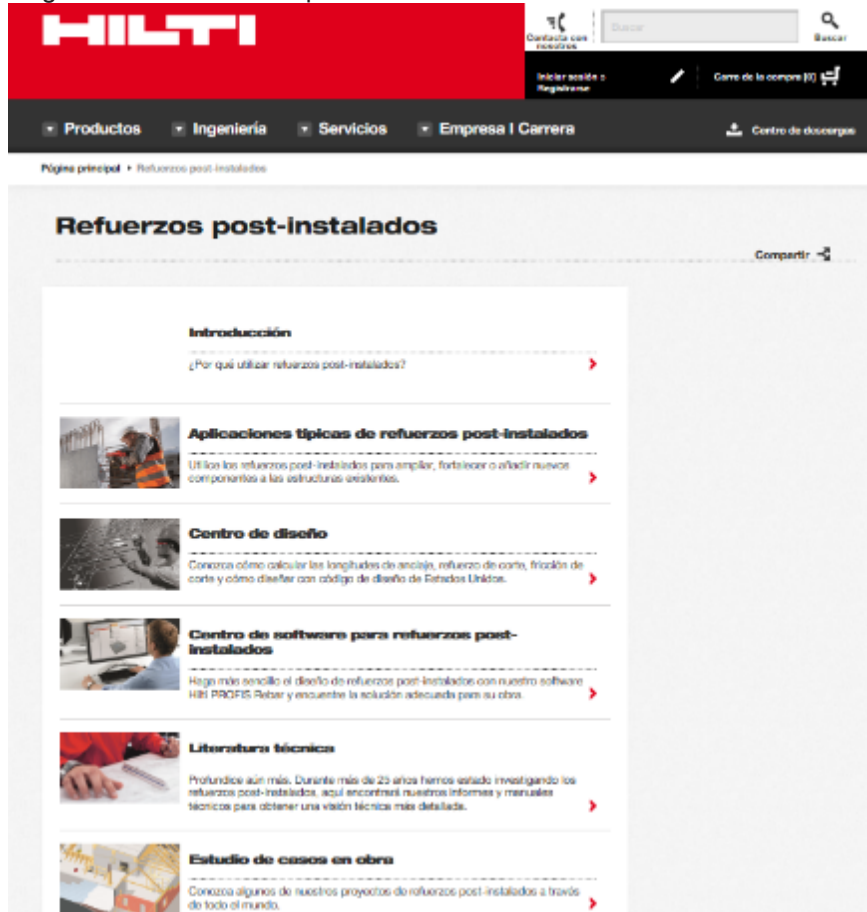 HILTI
Contacta con
nosotros
Buscar
Buscar
Iniciar sesión o
Registrarse
Carro de la compra (0)
Productos
Ingeniería
Servicios
Empresa I Carrera
Centro de descargas
Página principal
Refuerzos post-instalados
Refuerzos post-instalados
Compartir
Introducción
¿Por qué utilizar refuerzos post-instalados?
Aplicaciones típicas de refuerzos post-instalados
Utilice los refuerzos post-instalados para ampliar, fortalecer o añadir nuevos
componentes a las estructuras existentes.
Centro de diseño
Conozca cómo calcular las longitudes de anclaje, refuerzo de corte, fricción de
corte y cómo diseñar con código de diseño de Estados Unidos.
Centro de software para refuerzos post-
instalados
Haga más sencillo el diseño de refuerzos post-instalados con nuestro software
Hilti PROFIS Rebar y encuentre la solución adecuada para su obra.
Literatura técnica
Profundice aún más. Durante más de 25 años hemos estado investigando los
refuerzos post-instalados, aquí encontrará nuestros informes y manuales
técnicos para obtener una visión técnica más detallada.
Estudio de casos en obra
Conozca algunos de nuestros proyectos de refuerzos post-instalados a través
de todo el mundo.